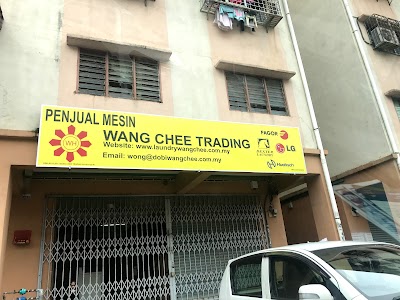 PENJUAL MESIN
WANG CHEE TRADING
Website: www.laundrywangchee.com.my
Email: wong@dobiwangchee.com.my
FAGOR
LG